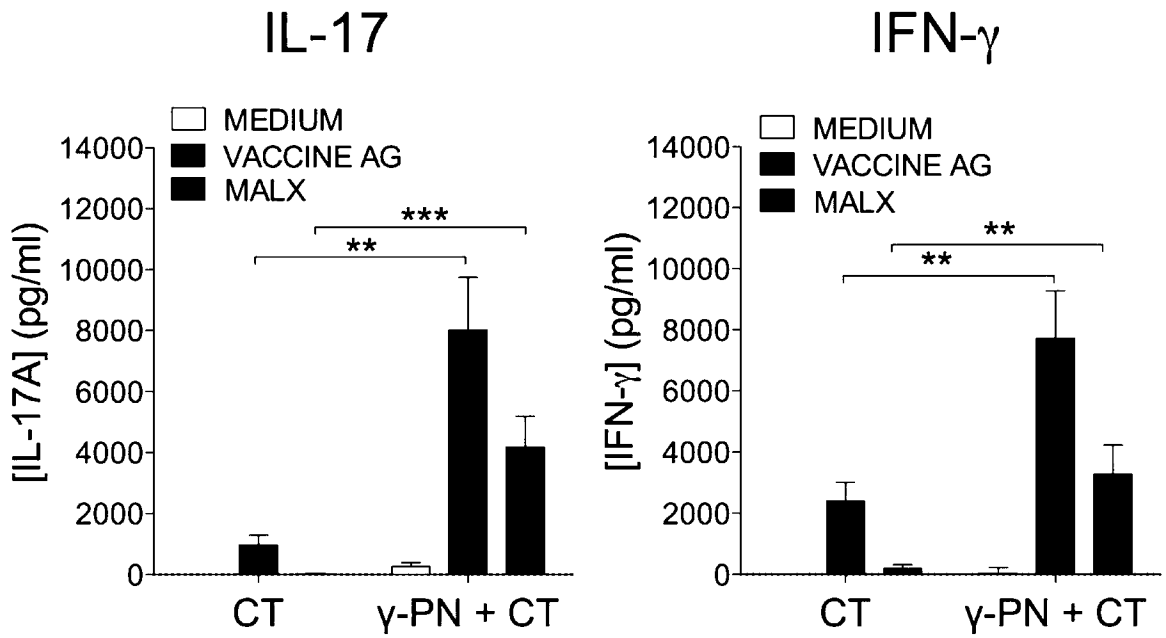 IL-17
MEDIUM
VACCINE AG
MALX
[IL-17A] (pg/ml)
14000
12000
10000
8000
6000
4000
2000
0
***
**
CT
γ-PN + CT
IFN-γ
MEDIUM
VACCINE AG
MALX
[IFN-γ] (pg/ml)
14000
12000
10000
8000
6000
4000
2000
0
**
**
CT
γ-PN + CT